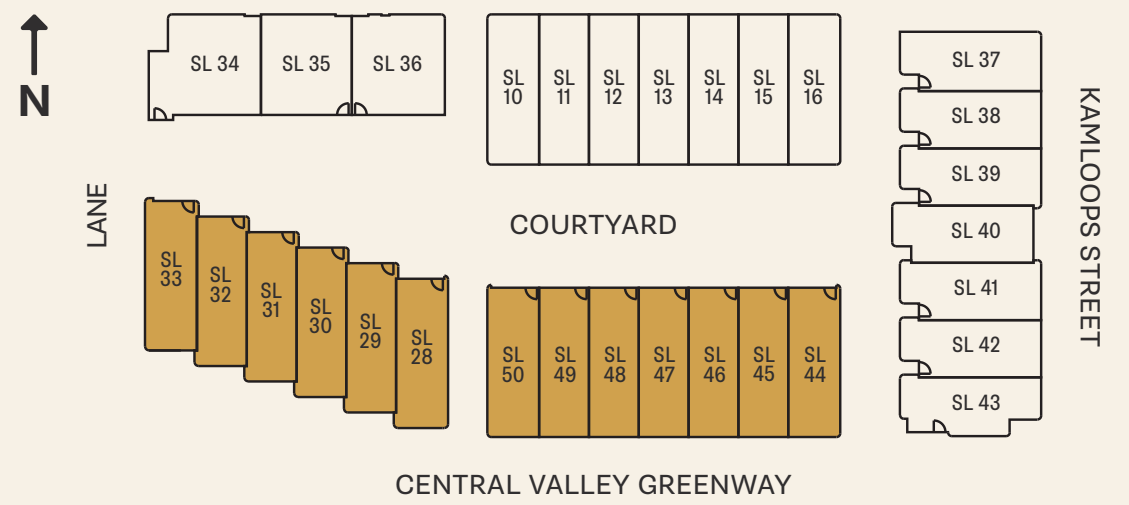 N
SL 34
SL 35
SL 36
SL
10
SL
11
SL
12
SL
13
SL
14
SL
15
SL
16
SL 37
SL 38
SL 39
SL 40
SL 41
SL 42
SL 43
KAMLOOPS STREET
LANE
COURTYARD
SL
33
SL
32
SL
31
SL
30
SL
29
SL
28
SL
50
SL
49
SL
48
SL
47
SL
46
SL
45
SL
44
CENTRAL VALLEY GREENWAY